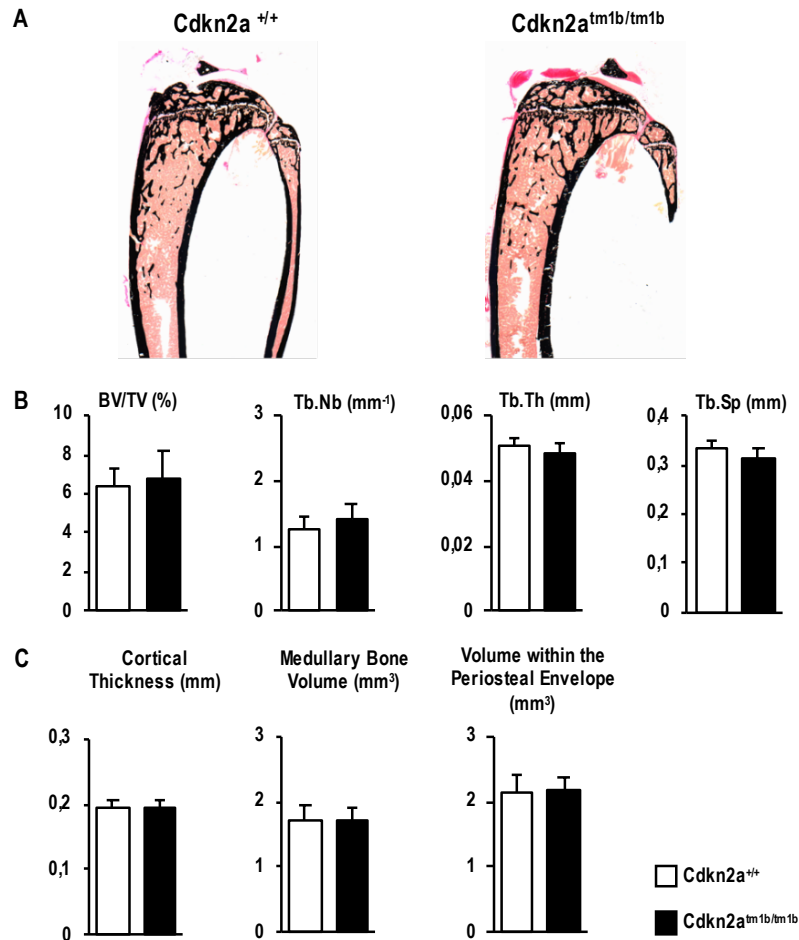 A
Cdkn2a +/+
Cdkn2a tm1b/tm1b
B
BV/TV (%)
10
8
6
4
2
0
Tb.Nb (mm-1)
3
2
1
0
Tb.Th (mm)
0,06
0,04
0,02
0
Tb.Sp (mm)
0,4
0,3
0,2
0,1
0
C
Cortical
Thickness (mm)
0,3
0,2
0,1
0
Medullary Bone
Volume (mm³)
3
2
1
0
Volume within the
Periosteal Envelope
(mm³)
3
2
1
0
Cdkn2a+/+
Cdkn2atm1b/tm1b